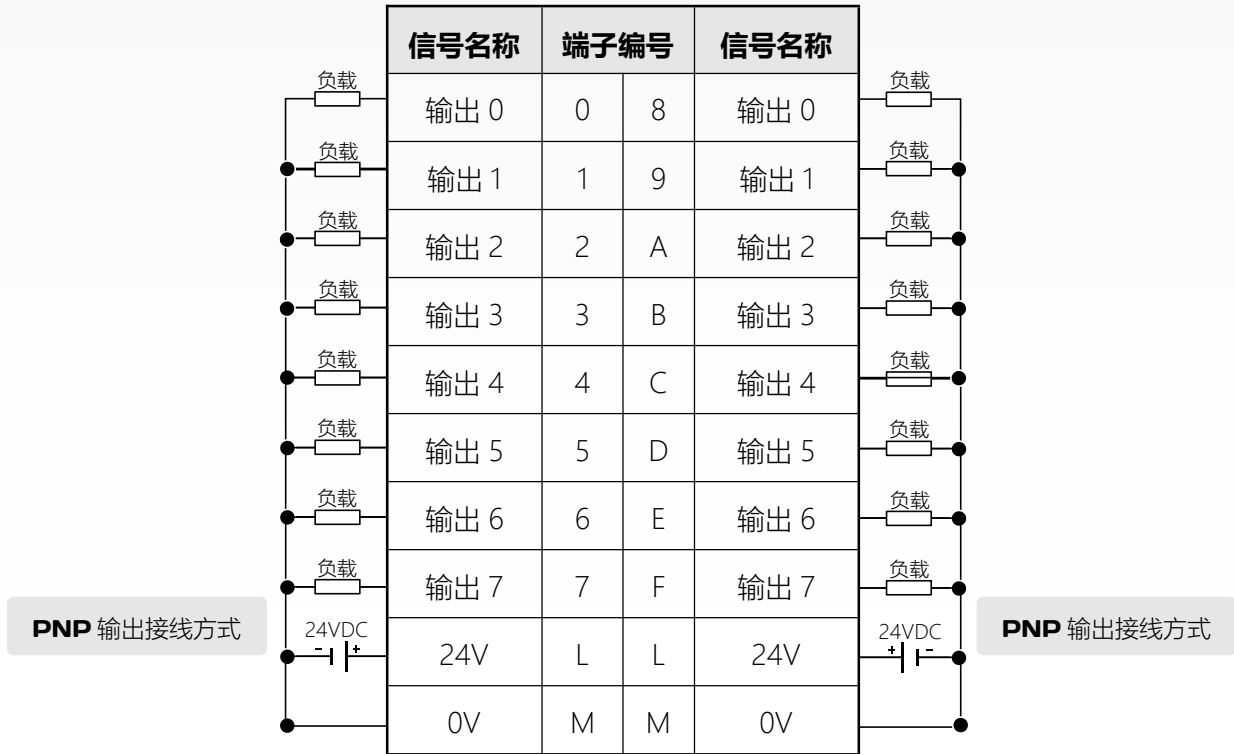 信号名称 端子编号 信号名称
负载 输出 0 0 8 输出 0 负载
负载 输出 1 1 9 输出 1 负载
负载 输出 2 2 A 输出 2 负载
负载 输出 3 3 B 输出 3 负载
负载 输出 4 4 C 输出 4 负载
负载 输出 5 5 D 输出 5 负载
负载 输出 6 6 E 输出 6 负载
负载 输出 7 7 F 输出 7 负载
PNP 输出接线方式 24VDC - + 24V L L 24V 24VDC + - PNP 输出接线方式
0V M M 0V